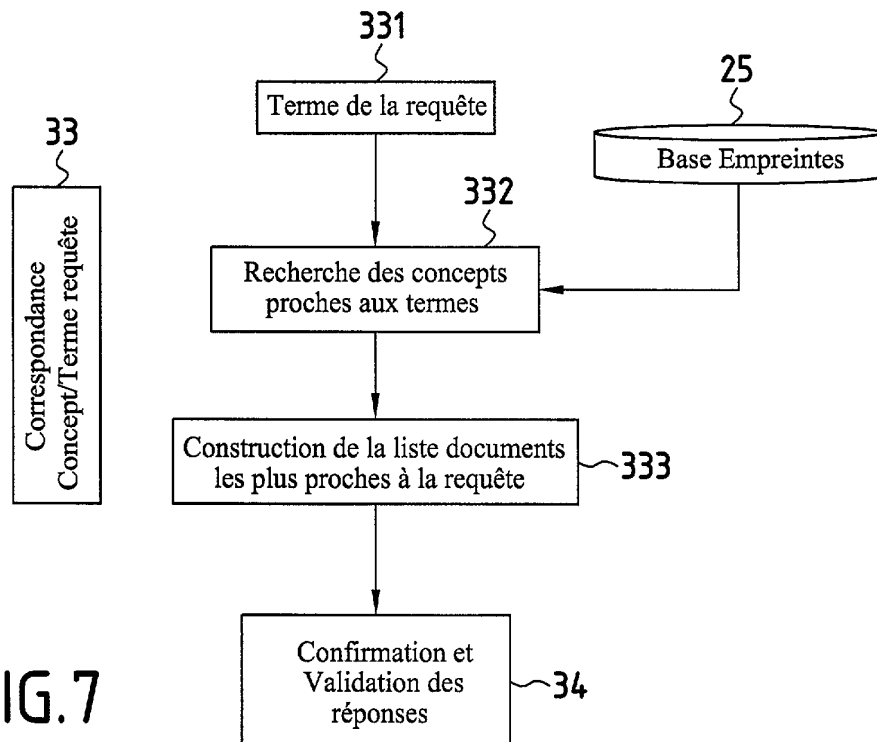 331
Terme de la requête
25
Base Empreintes
33
Correspondance
Concept/Terme requête
332
Recherche des concepts
proches aux termes
Construction de la liste documents
les plus proches à la requête
333
Confirmation et
Validation des
réponses
34
IG.7